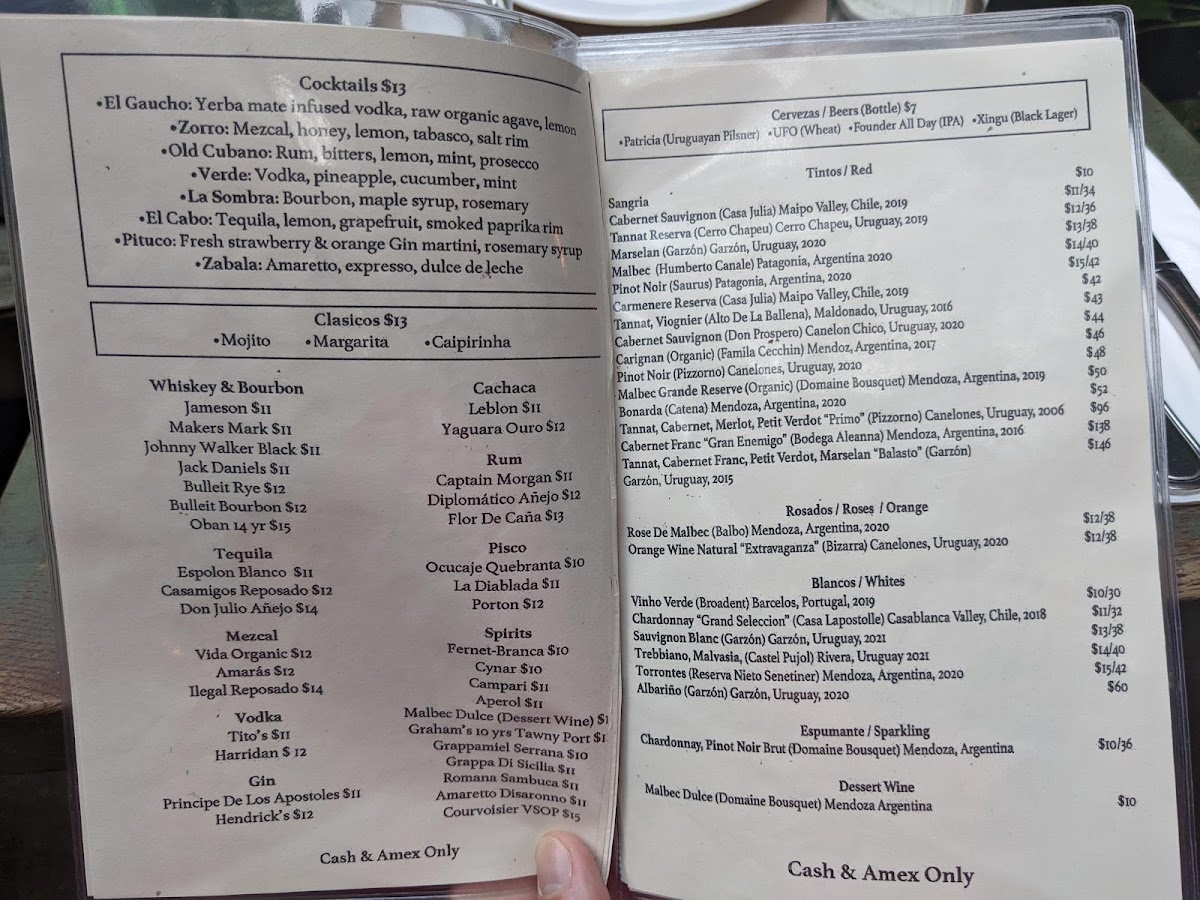 Cocktails $13
•El Gaucho: Yerba mate infused vodka, raw organic agave, lemon
•Zorro: Mezcal, honey, lemon, tabasco, salt rim
•Old Cubano: Rum, bitters, lemon, mint, prosecco
•Verde: Vodka, pineapple, cucumber, mint
•La Sombra: Bourbon, maple syrup, rosemary
•El Cabo: Tequila, lemon, grapefruit, smoked paprika rim
•Pituco: Fresh strawberry & orange Gin martini, rosemary syrup
•Zabala: Amaretto, expresso, dulce de leche
Clasicos $13
•Mojito •Margarita •Caipirinha
Whiskey & Bourbon
Jameson $11
Makers Mark $11
Johnny Walker Black $11
Jack Daniels $11
Bulleit Rye $12
Bulleit Bourbon $12
Oban 14 yr $15
Tequila
Espolon Blanco $11
Casamigos Reposado $12
Don Julio Añejo $14
Mezcal
Vida Organic $12
Amarás $12
Ilegal Reposado $14
Vodka
Tito's $11
Harridan $ 12
Gin
Principe De Los Apostoles $11
Hendrick's $12
Cachaca
Leblon $11
Yaguara Ouro $12
Rum
Captain Morgan $11
Diplomático Añejo $12
Flor De Caña $13
Pisco
Ocucaje Quebranta $10
La Diablada $11
Porton $12
Spirits
Fernet-Branca $10
Cynar $10
Campari $11
Aperol $11
Malbec Dulce (Dessert Wine)
Graham's 10 yrs Tawny Port
Grappamiel Serrana $10
Grappa Di Sicilia $11
Romana Sambuca $11
Amaretto Disaronno $11
Courvoisier VSOP $15
Cash & Amex Only
Cervezas / Beers (Bottle) $7
•Patricia (Uruguayan Pilsner) •UFO (Wheat) •Founder All Day (IPA) •Xingu (Black Lager)
Tintos / Red
Sangria $10
Cabernet Sauvignon (Casa Julia) Maipo Valley, Chile, 2019 $11/34
Tannat Reserva (Cerro Chapeu) Cerro Chapeu, Uruguay, 2019 $12/36
Marselan (Garzón) Garzón, Uruguay, 2020 $13/38
Malbec (Humberto Canale) Patagonia, Argentina 2020 $14/40
Pinot Noir (Saurus) Patagonia, Argentina, 2020 $15/42
Carmenere Reserva (Casa Julia) Maipo Valley, Chile, 2019 $42
Tannat, Viognier (Alto De La Ballena), Maldonado, Uruguay, 2016 $43
Cabernet Sauvignon (Don Prospero) Canelon Chico, Uruguay, 2020 $44
Carignan (Organic) (Famila Cecchin) Mendoz, Argentina, 2017 $46
Pinot Noir (Pizzorno) Canelones, Uruguay, 2020 $48
Malbec Grande Reserve (Organic) (Domaine Bousquet) Mendoza, Argentina, 2019 $50
Bonarda (Catena) Mendoza, Argentina, 2020 $52
Tannat, Cabernet, Merlot, Petit Verdot "Primo" (Pizzorno) Canelones, Uruguay, 2006 $96
Cabernet Franc "Gran Enemigo" (Bodega Aleanna) Mendoza, Argentina, 2016 $138
Tannat, Cabernet Franc, Petit Verdot, Marselan "Balasto" (Garzón) $146
Garzón, Uruguay, 2015
Rosados / Roses / Orange
Rose De Malbec (Balbo) Mendoza, Argentina, 2020 $12/38
Orange Wine Natural "Extravaganza" (Bizarra) Canelones, Uruguay, 2020 $12/38
Blancos / Whites
Vinho Verde (Broadent) Barcelos, Portugal, 2019 $10/30
Chardonnay "Grand Seleccion" (Casa Lapostolle) Casablanca Valley, Chile, 2018 $11/32
Sauvignon Blanc (Garzón) Garzón, Uruguay, 2021 $13/38
Trebbiano, Malvasia, (Castel Pujol) Rivera, Uruguay 2021 $14/40
Torrontes (Reserva Nieto Senetiner) Mendoza, Argentina, 2020 $15/42
Albariño (Garzón) Garzón, Uruguay, 2020 $60
Espumante / Sparkling
Chardonnay, Pinot Noir Brut (Domaine Bousquet) Mendoza, Argentina $10/36
Dessert Wine
Malbec Dulce (Domaine Bousquet) Mendoza Argentina $10
Cash & Amex Only